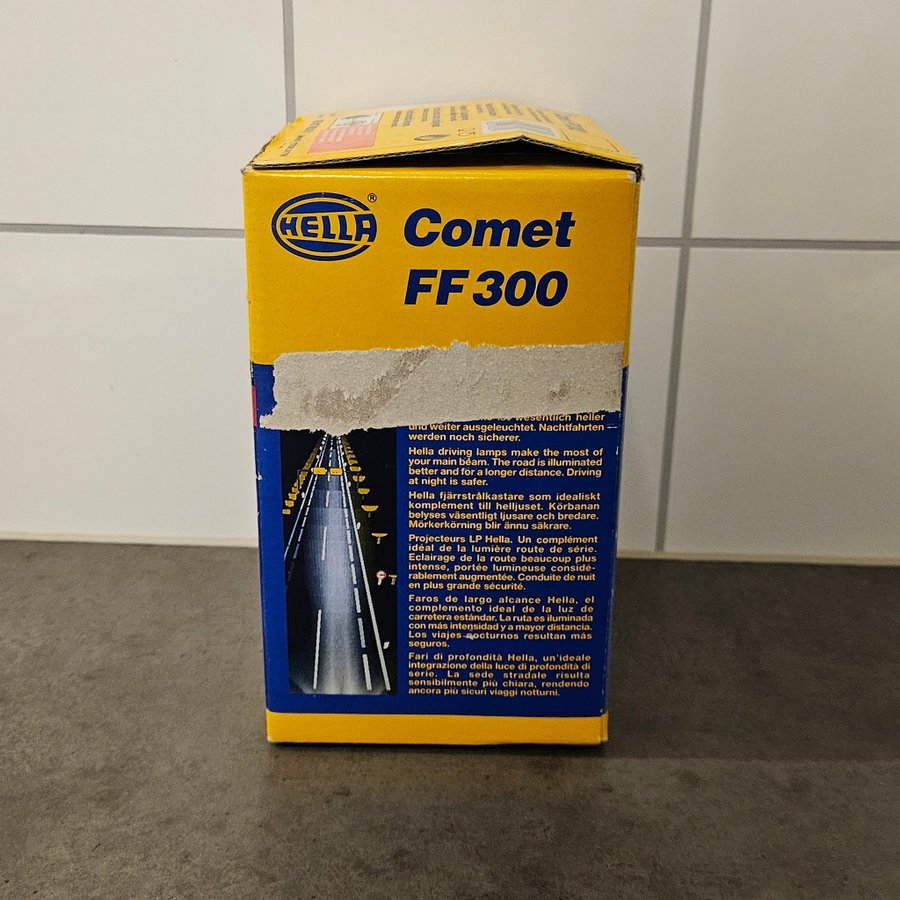 HELLA®
Comet
FF 300
wesentlich heller
und weiter ausgeleuchtet. Nachtfahrten
werden noch sicherer.
Hella driving lamps make the most of
your main beam. The road is illuminated
better and for a longer distance. Driving
at night is safer.
Hella fjärrstrålkastare som idealiskt
komplement till helljuset. Körbanan
belyses väsentligt ljusare och bredare.
Mörkerkörning blir ännu säkrare.
Projecteurs LP Hella. Un complément
idéal de la lumière route de série.
Eclairage de la route beaucoup plus
intense, portée lumineuse considé-
rablement augmentée. Conduite de nuit
en plus grande sécurité.
Faros de largo alcance Hella, el
complemento ideal de la luz de
carretera estándar. La ruta es iluminada
con más intensidad y a mayor distancia.
Los viajes nocturnos resultan más
seguros.
Fari di profondità Hella, un'ideale
integrazione della luce di profondità di
serie. La sede stradale risulta
sensibilmente più chiara, rendendo
ancora più sicuri viaggi notturni.